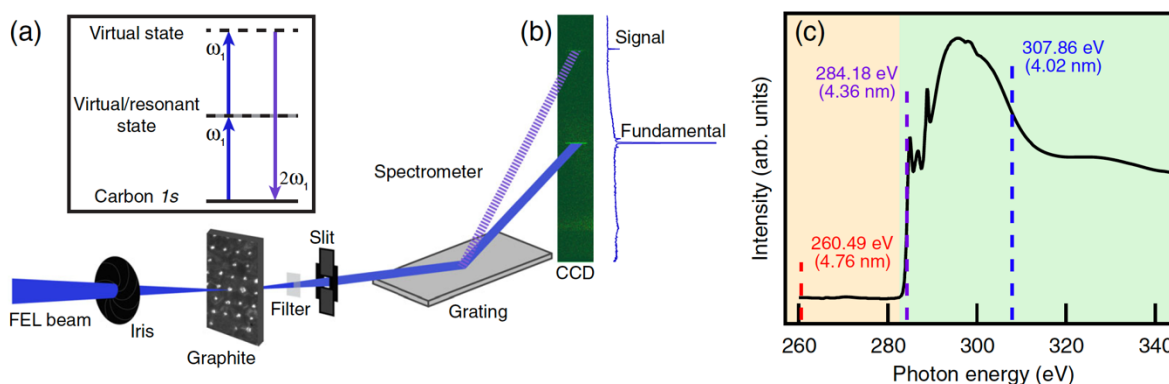 (a)
Virtual state
ω₁
Virtual/resonant
state
ω₁
2ω₁
Carbon 1s
FEL beam
Iris
Graphite
Filter
Slit
Spectrometer
Grating
(b)
Signal
Fundamental
CCD
(c)
284.18 eV
(4.36 nm)
307.86 eV
(4.02 nm)
260.49 eV
(4.76 nm)
Intensity (arb. units)
260 280 300 320 340
Photon energy (eV)